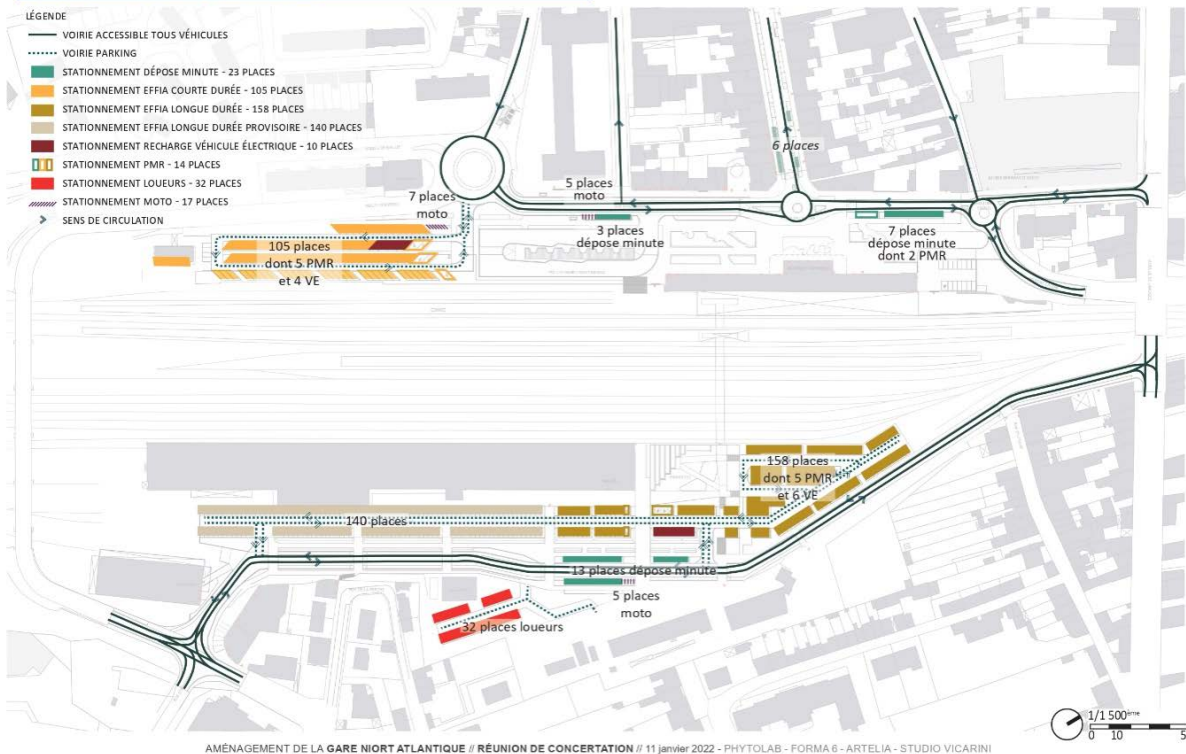 LÉGENDE
VOIRIE ACCESSIBLE TOUS VÉHICULES
VOIRIE PARKING
STATIONNEMENT DÉPOSE MINUTE - 23 PLACES
STATIONNEMENT EFFIA COURTE DURÉE - 105 PLACES
STATIONNEMENT EFFIA LONGUE DURÉE - 158 PLACES
STATIONNEMENT EFFIA LONGUE DURÉE PROVISOIRE - 140 PLACES
STATIONNEMENT RECHARGE VÉHICULE ÉLECTRIQUE - 10 PLACES
STATIONNEMENT PMR - 14 PLACES
STATIONNEMENT LOUEURS - 32 PLACES
STATIONNEMENT MOTO - 17 PLACES
SENS DE CIRCULATION
6 places
5 places
moto
7 places
moto
3 places
dépose minute
7 places
dépose minute
dont 2 PMR
105 places
dont 5 PMR
et 4 VE
158 places
dont 5 PMR
et 6 VE
140 places
13 places dépose minute
5 places
moto
32 places loueurs
1/1 500ème
0 10 5
AMÉNAGEMENT DE LA GARE NIORT ATLANTIQUE // RÉUNION DE CONCERTATION // 11 janvier 2022 - PHYTOLAB - FORMA 6 - ARTELIA - STUDIO VICARINI